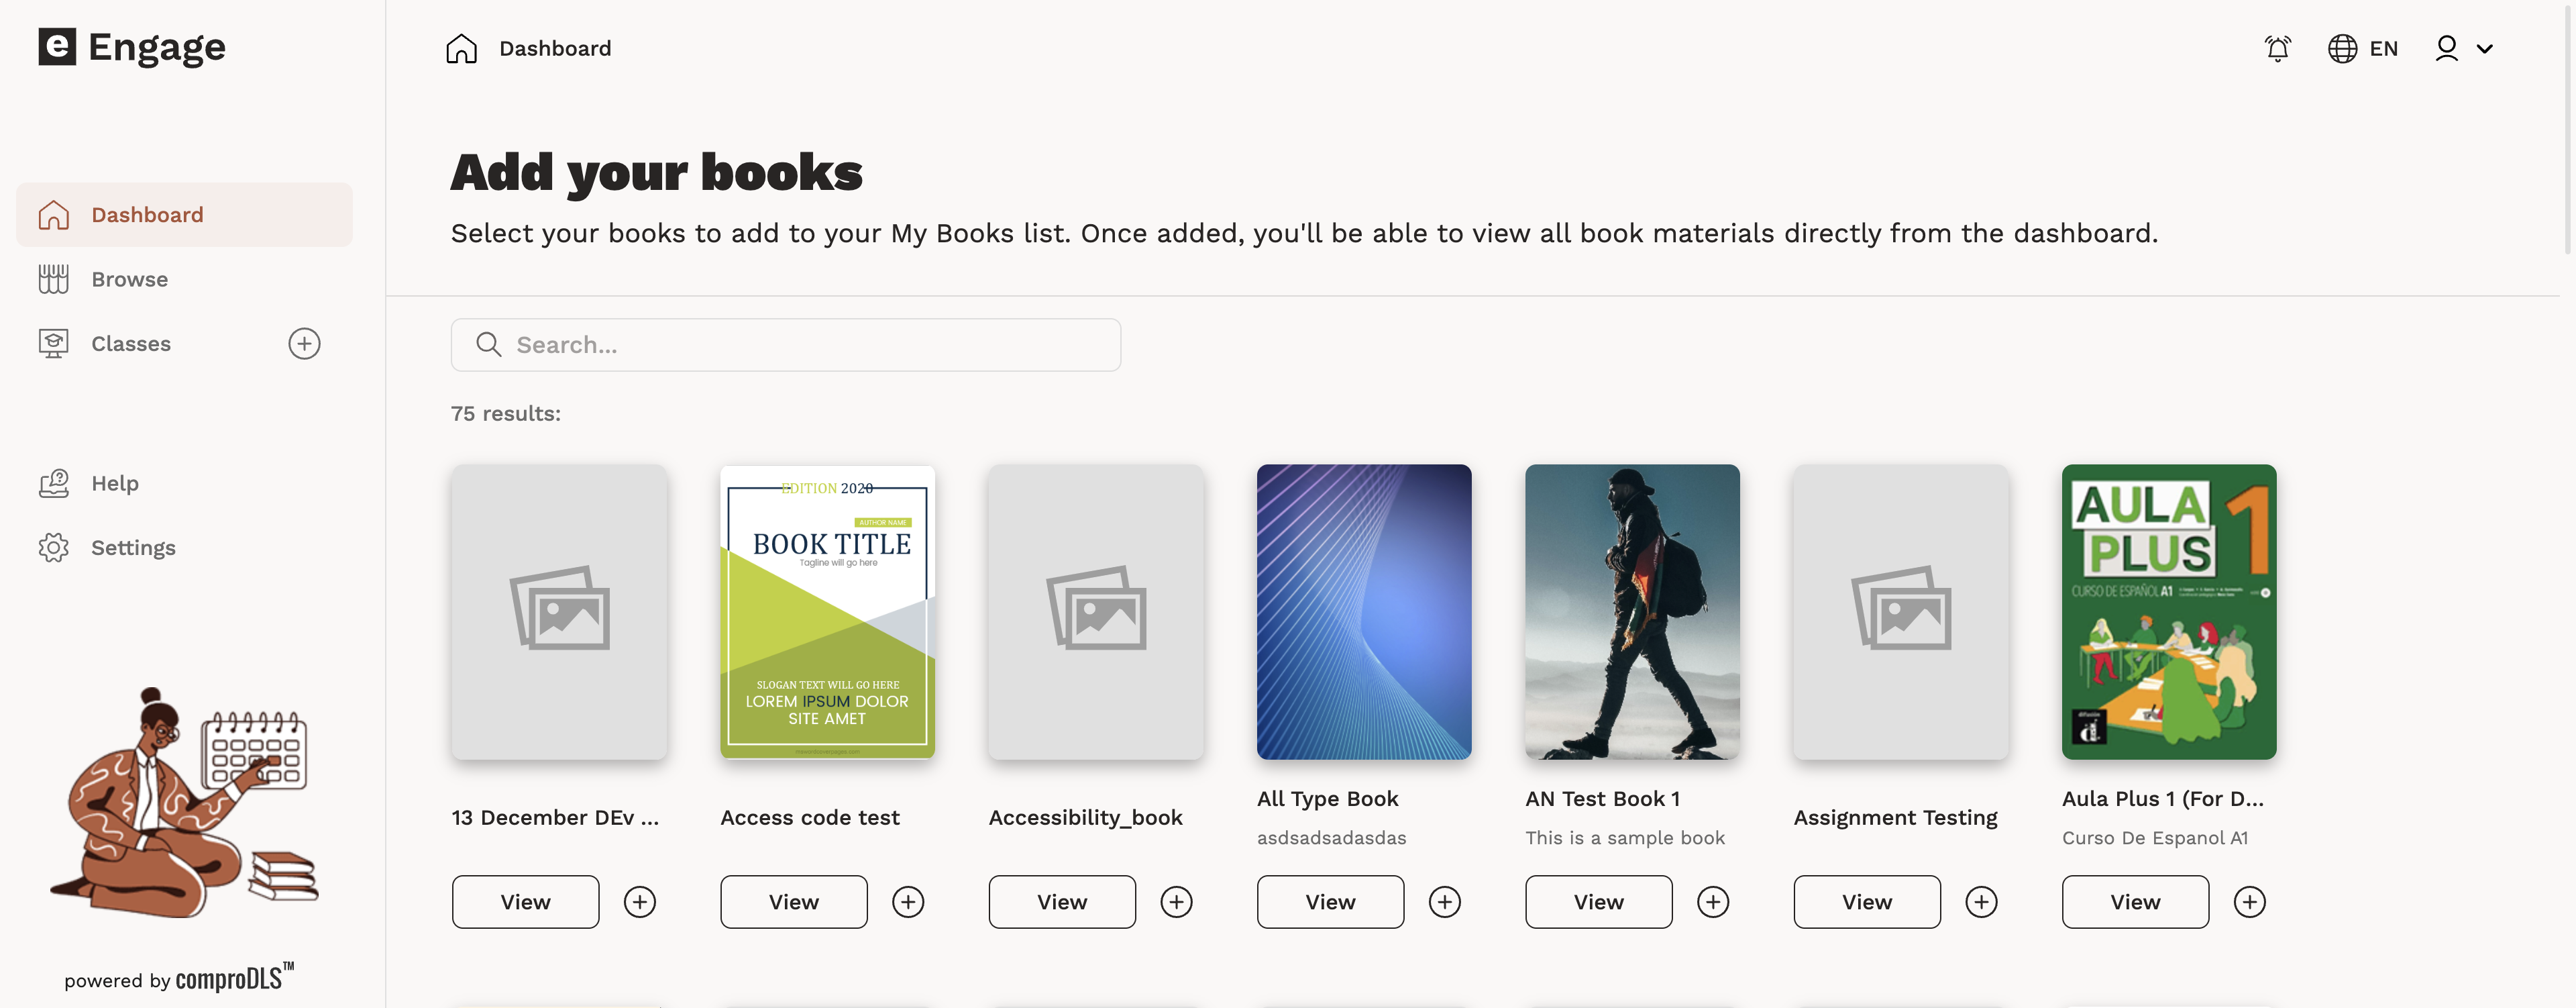 e Engage
Dashboard
EN
Dashboard
Browse
Classes
Help
Settings
powered by comproDLS™
Add your books
Select your books to add to your My Books list. Once added, you'll be able to view all book materials directly from the dashboard.
Search...
75 results:
EDITION 2020
AUTHOR NAME
BOOK TITLE
Tagline will go here
SLOGAN TEXT WILL GO HERE
LOREM IPSUM DOLOR
SITE AMET
AULA
PLUS 1
CURSO DE ESPAÑOL A1
13 December DEv ...
Access code test
Accessibility_book
All Type Book
asdsadsadasdas
AN Test Book 1
This is a sample book
Assignment Testing
Aula Plus 1 (For D...
Curso De Espanol A1
View
View
View
View
View
View
View